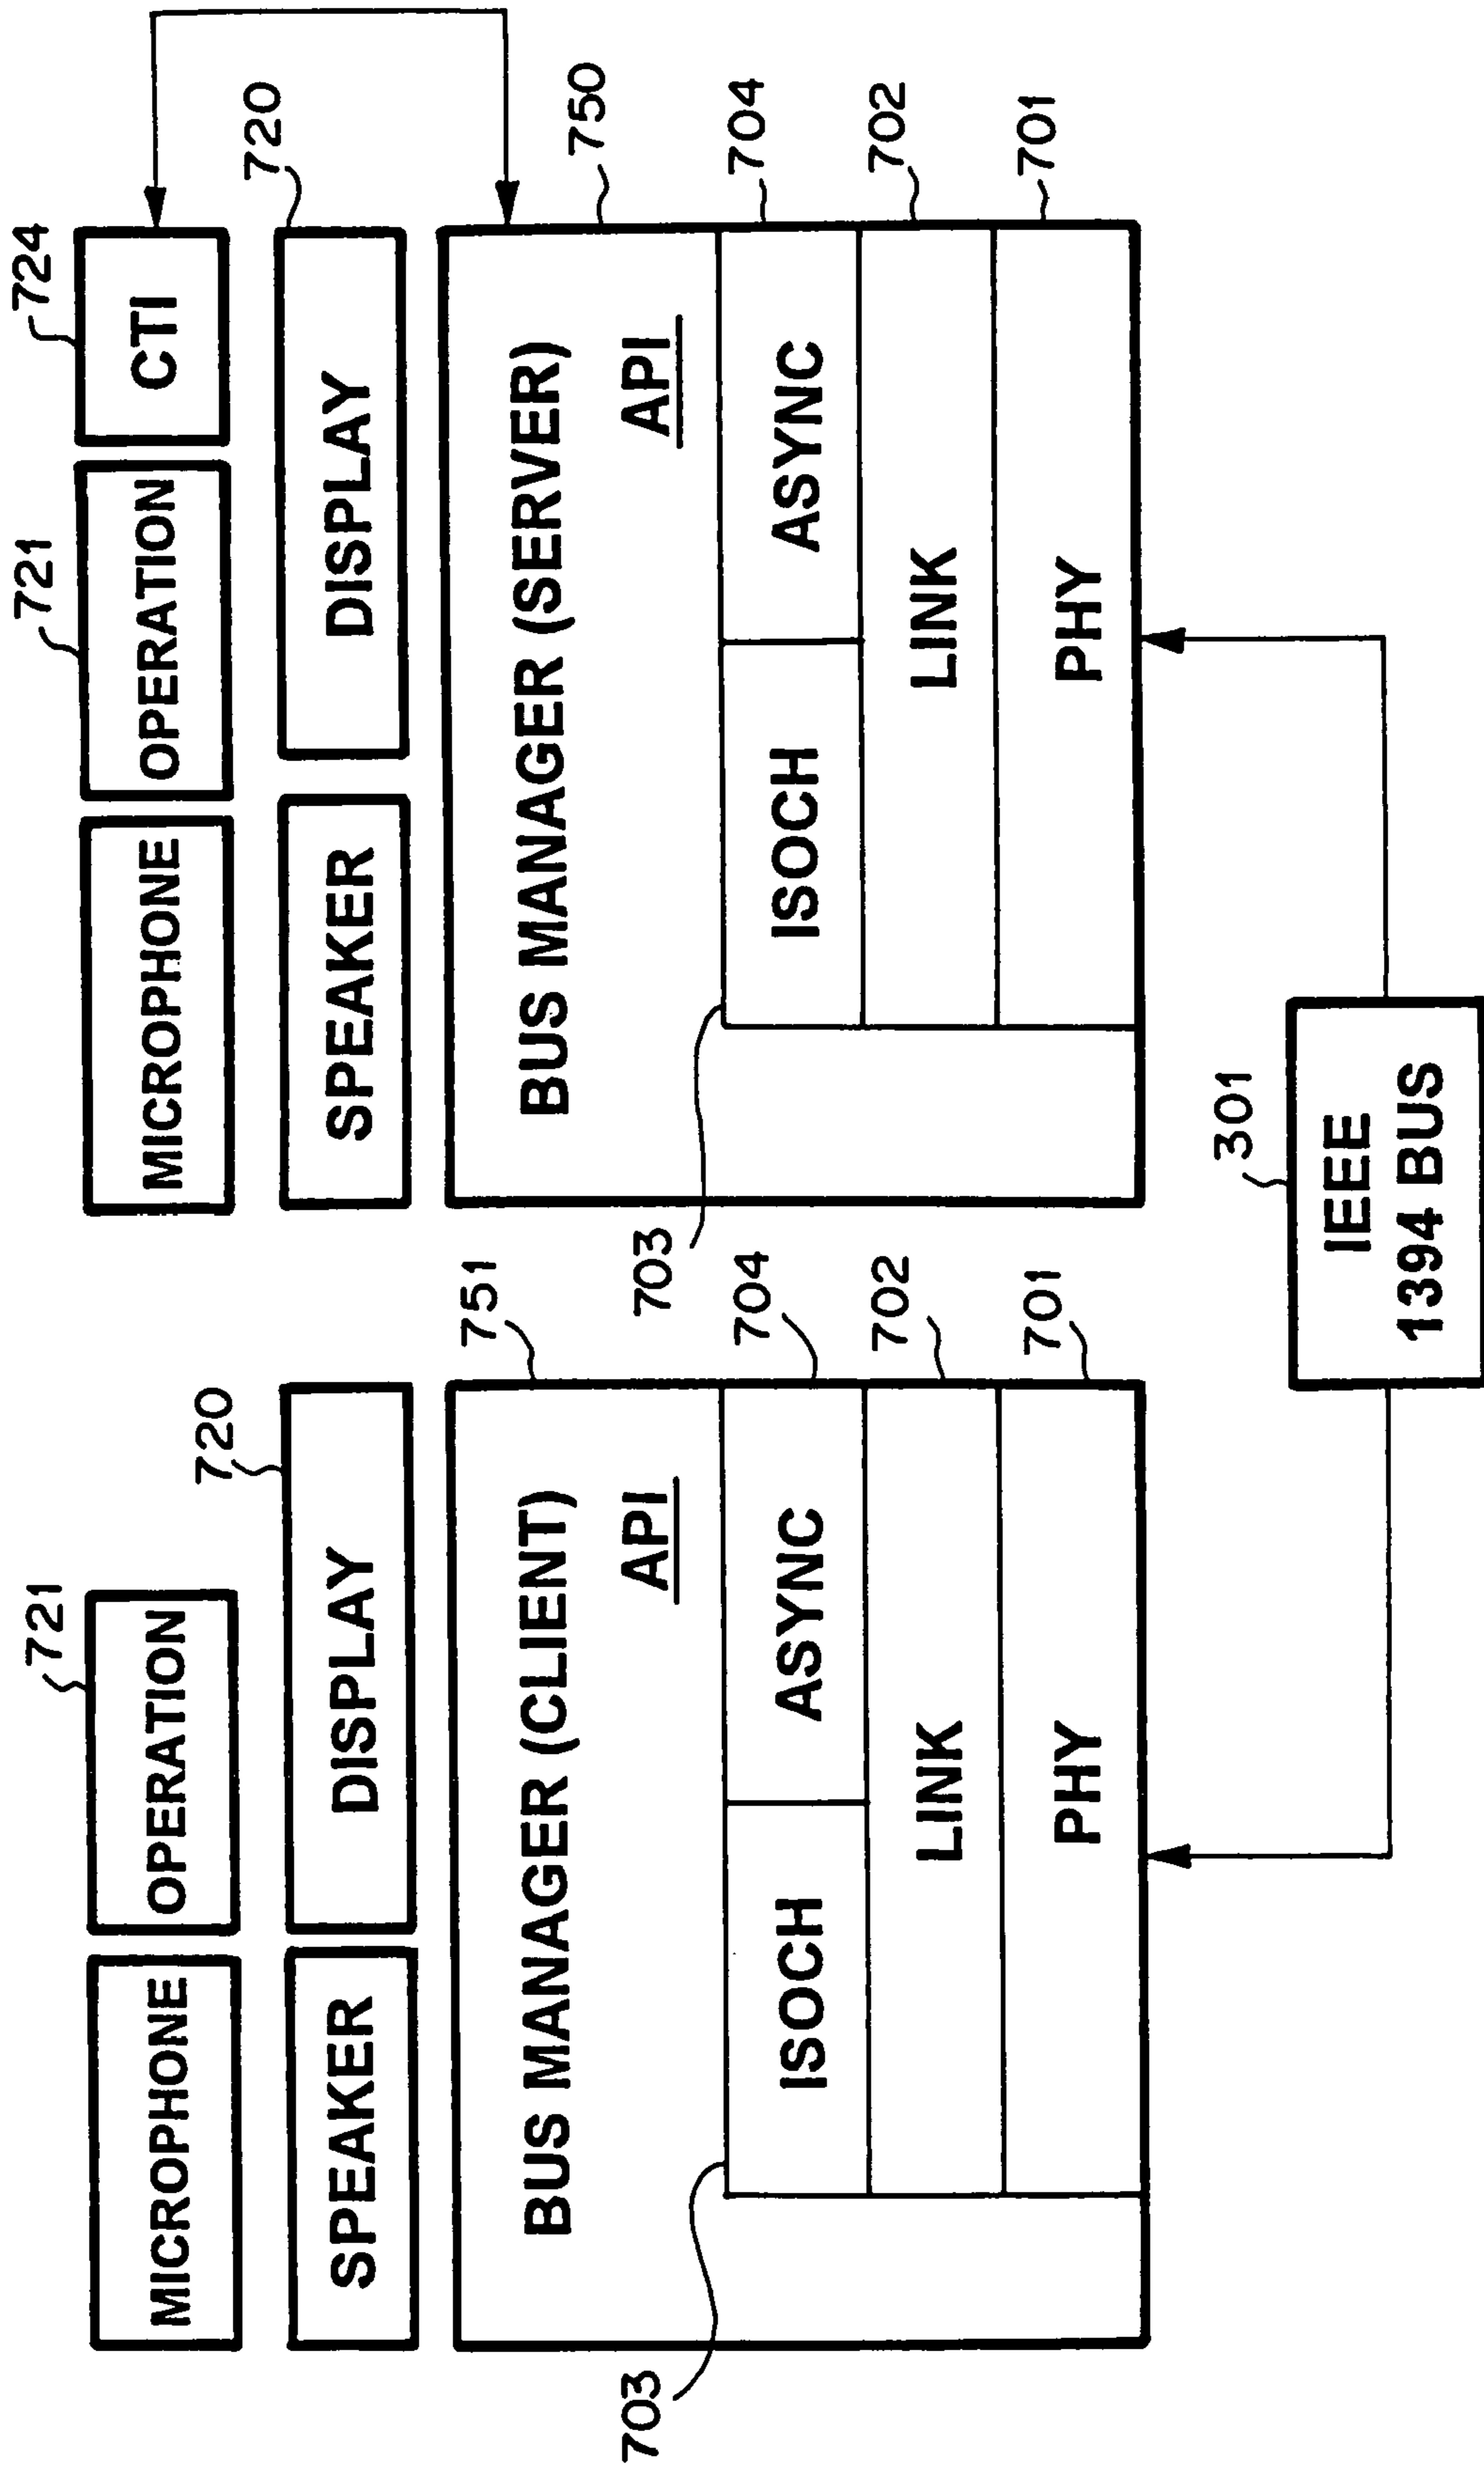 721
MICROPHONE
OPERATION
720
SPEAKER
DISPLAY
751
BUS MANAGER (CLIENT)
API
703
704
ISOCH
ASYNC
702
LINK
701
PHY
721
724
MICROPHONE
OPERATION
CTI
720
SPEAKER
DISPLAY
750
BUS MANAGER (SERVER)
API
703
704
ISOCH
ASYNC
702
LINK
701
PHY
301
IEEE
1394 BUS